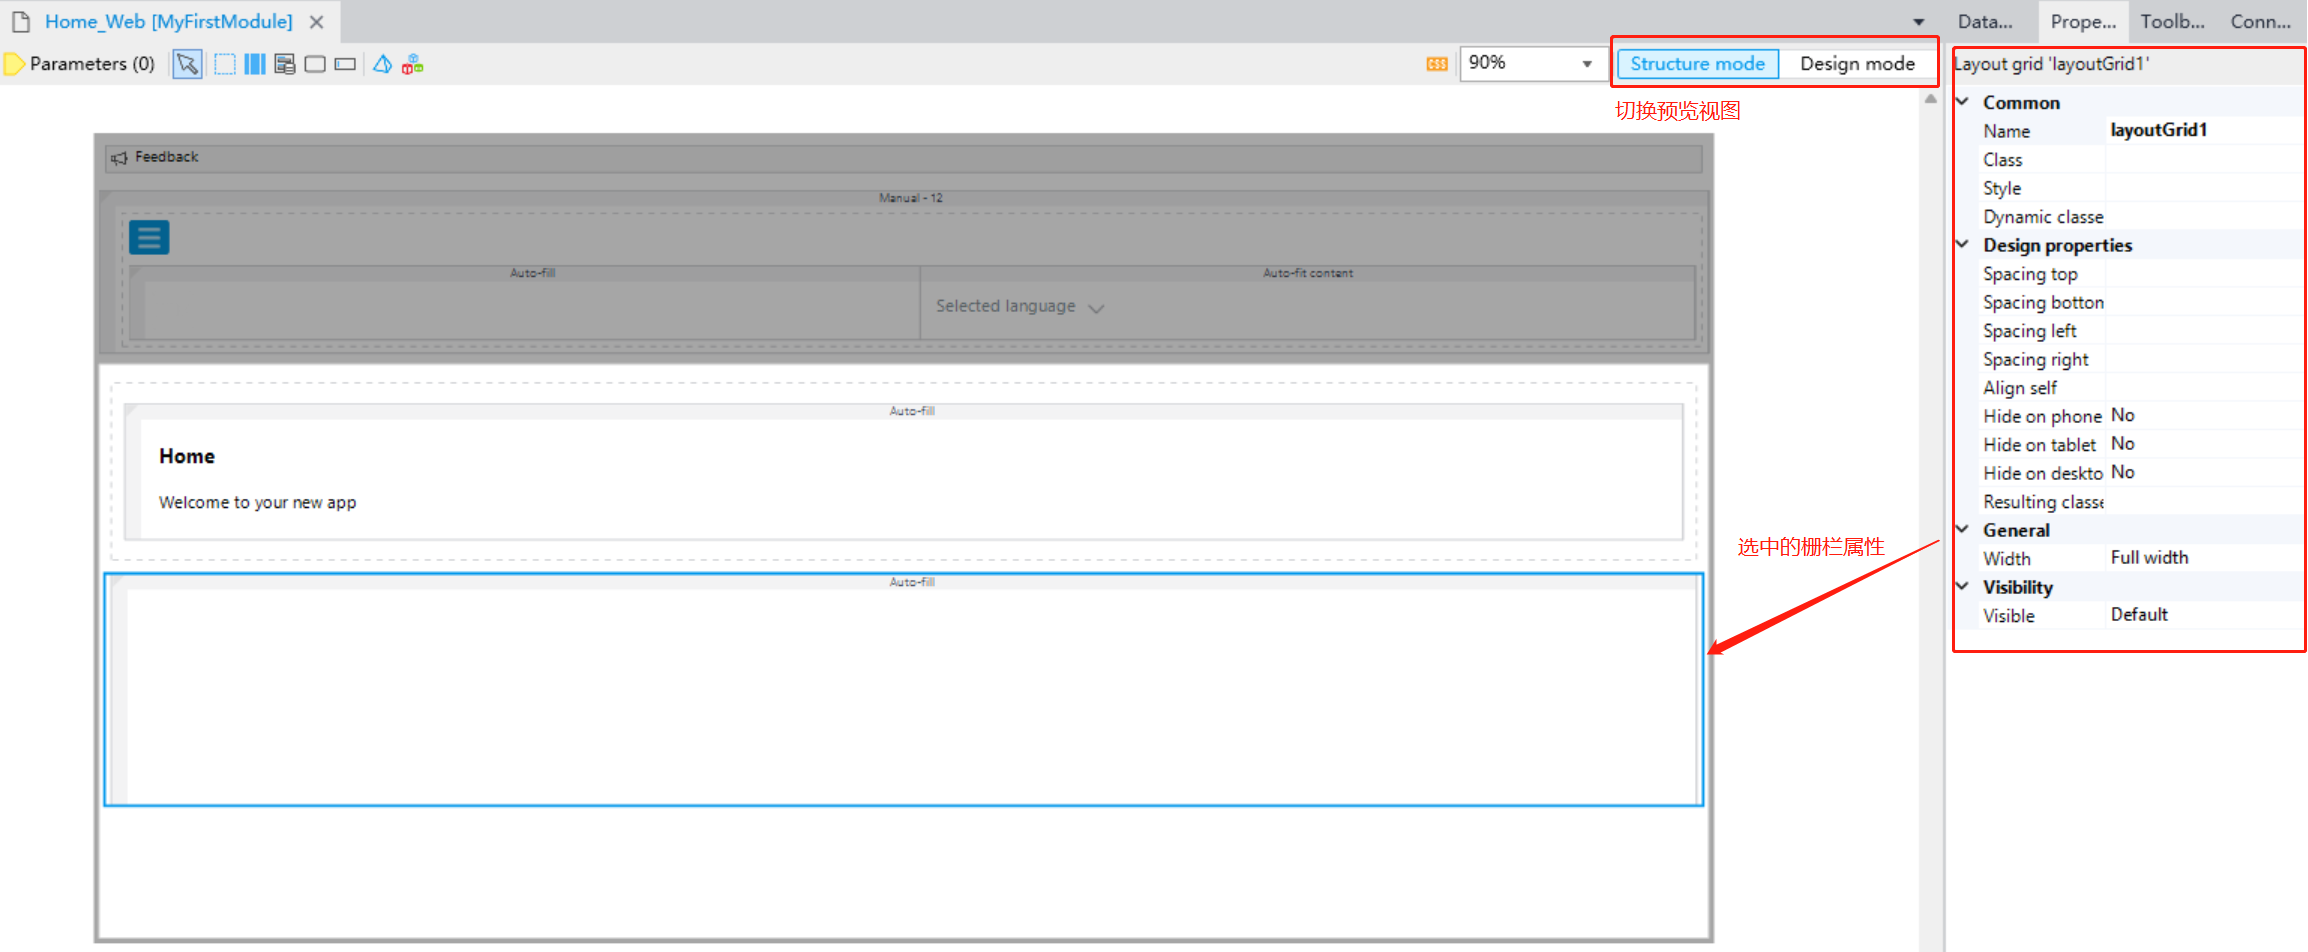 Home_Web [MyFirstModule]
Data...
Prope...
Toolb...
Conn...
Parameters (0)
CSS
90%
Structure mode
Design mode
切换预览视图
Feedback
Manual - 12
Auto-fill
Auto-fit content
Selected language
Auto-fill
Home
Welcome to your new app
Auto-fill
选中的栅栏属性
Layout grid 'layoutGrid1'
Common
Name layoutGrid1
Class
Style
Dynamic classe
Design properties
Spacing top
Spacing botton
Spacing left
Spacing right
Align self
Hide on phone No
Hide on tablet No
Hide on deskto No
Resulting classe
General
Width Full width
Visibility
Visible Default